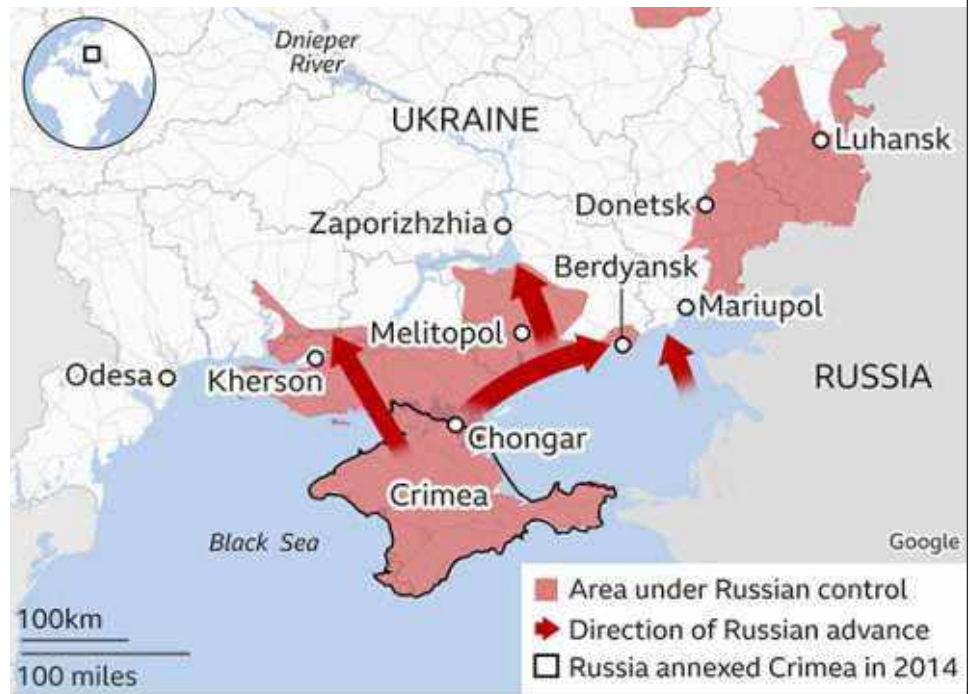 Dnieper
River
UKRAINE
Luhansk
Donetsk
Zaporizhzhia
Berdyansk
Mariupol
Melitopol
Odesa
Kherson
RUSSIA
Chongar
Crimea
Black Sea
Google
100km
100 miles
Area under Russian control
Direction of Russian advance
Russia annexed Crimea in 2014